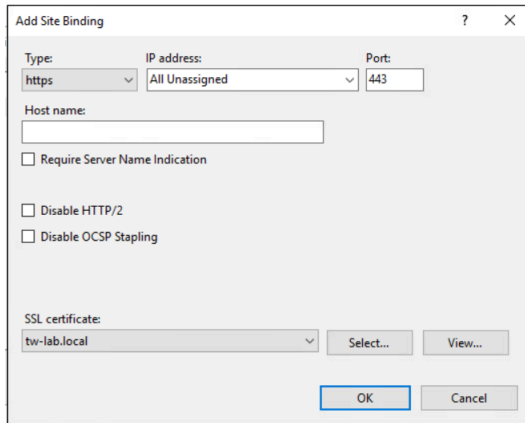 Add Site Binding ? X
Type: IP address: Port:
https All Unassigned 443
Host name:
Require Server Name Indication
Disable HTTP/2
Disable OCSP Stapling
SSL certificate:
tw-lab.local Select... View...
OK Cancel